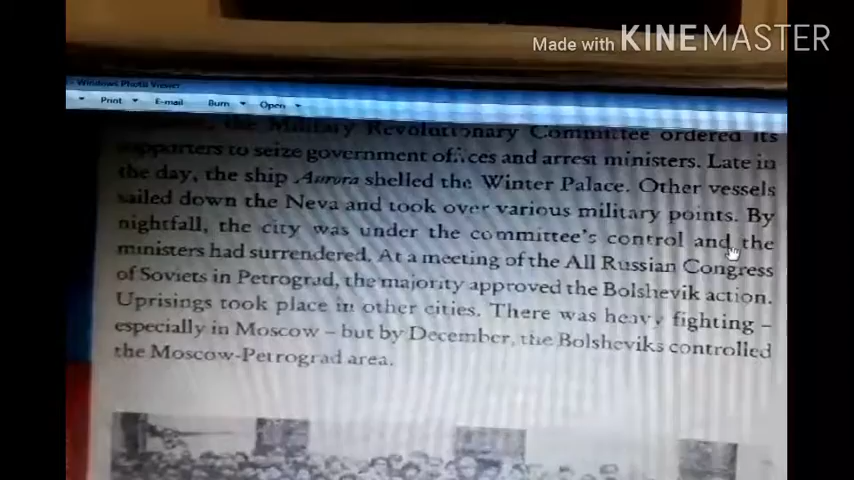 Made with KINEMASTER
Windows Photo Viewer
Print E-mail Burn Open
the Military Revolutionary Committee ordered its
supporters to seize government offices and arrest ministers. Late in
the day, the ship Aurora shelled the Winter Palace. Other vessels
sailed down the Neva and took over various military points. By
nightfall, the city was under the committee's control and the
ministers had surrendered. At a meeting of the All Russian Congress
of Soviets in Petrograd, the majority approved the Bolshevik action.
Uprisings took place in other cities. There was heavy fighting –
especially in Moscow – but by December, the Bolsheviks controlled
the Moscow-Petrograd area.